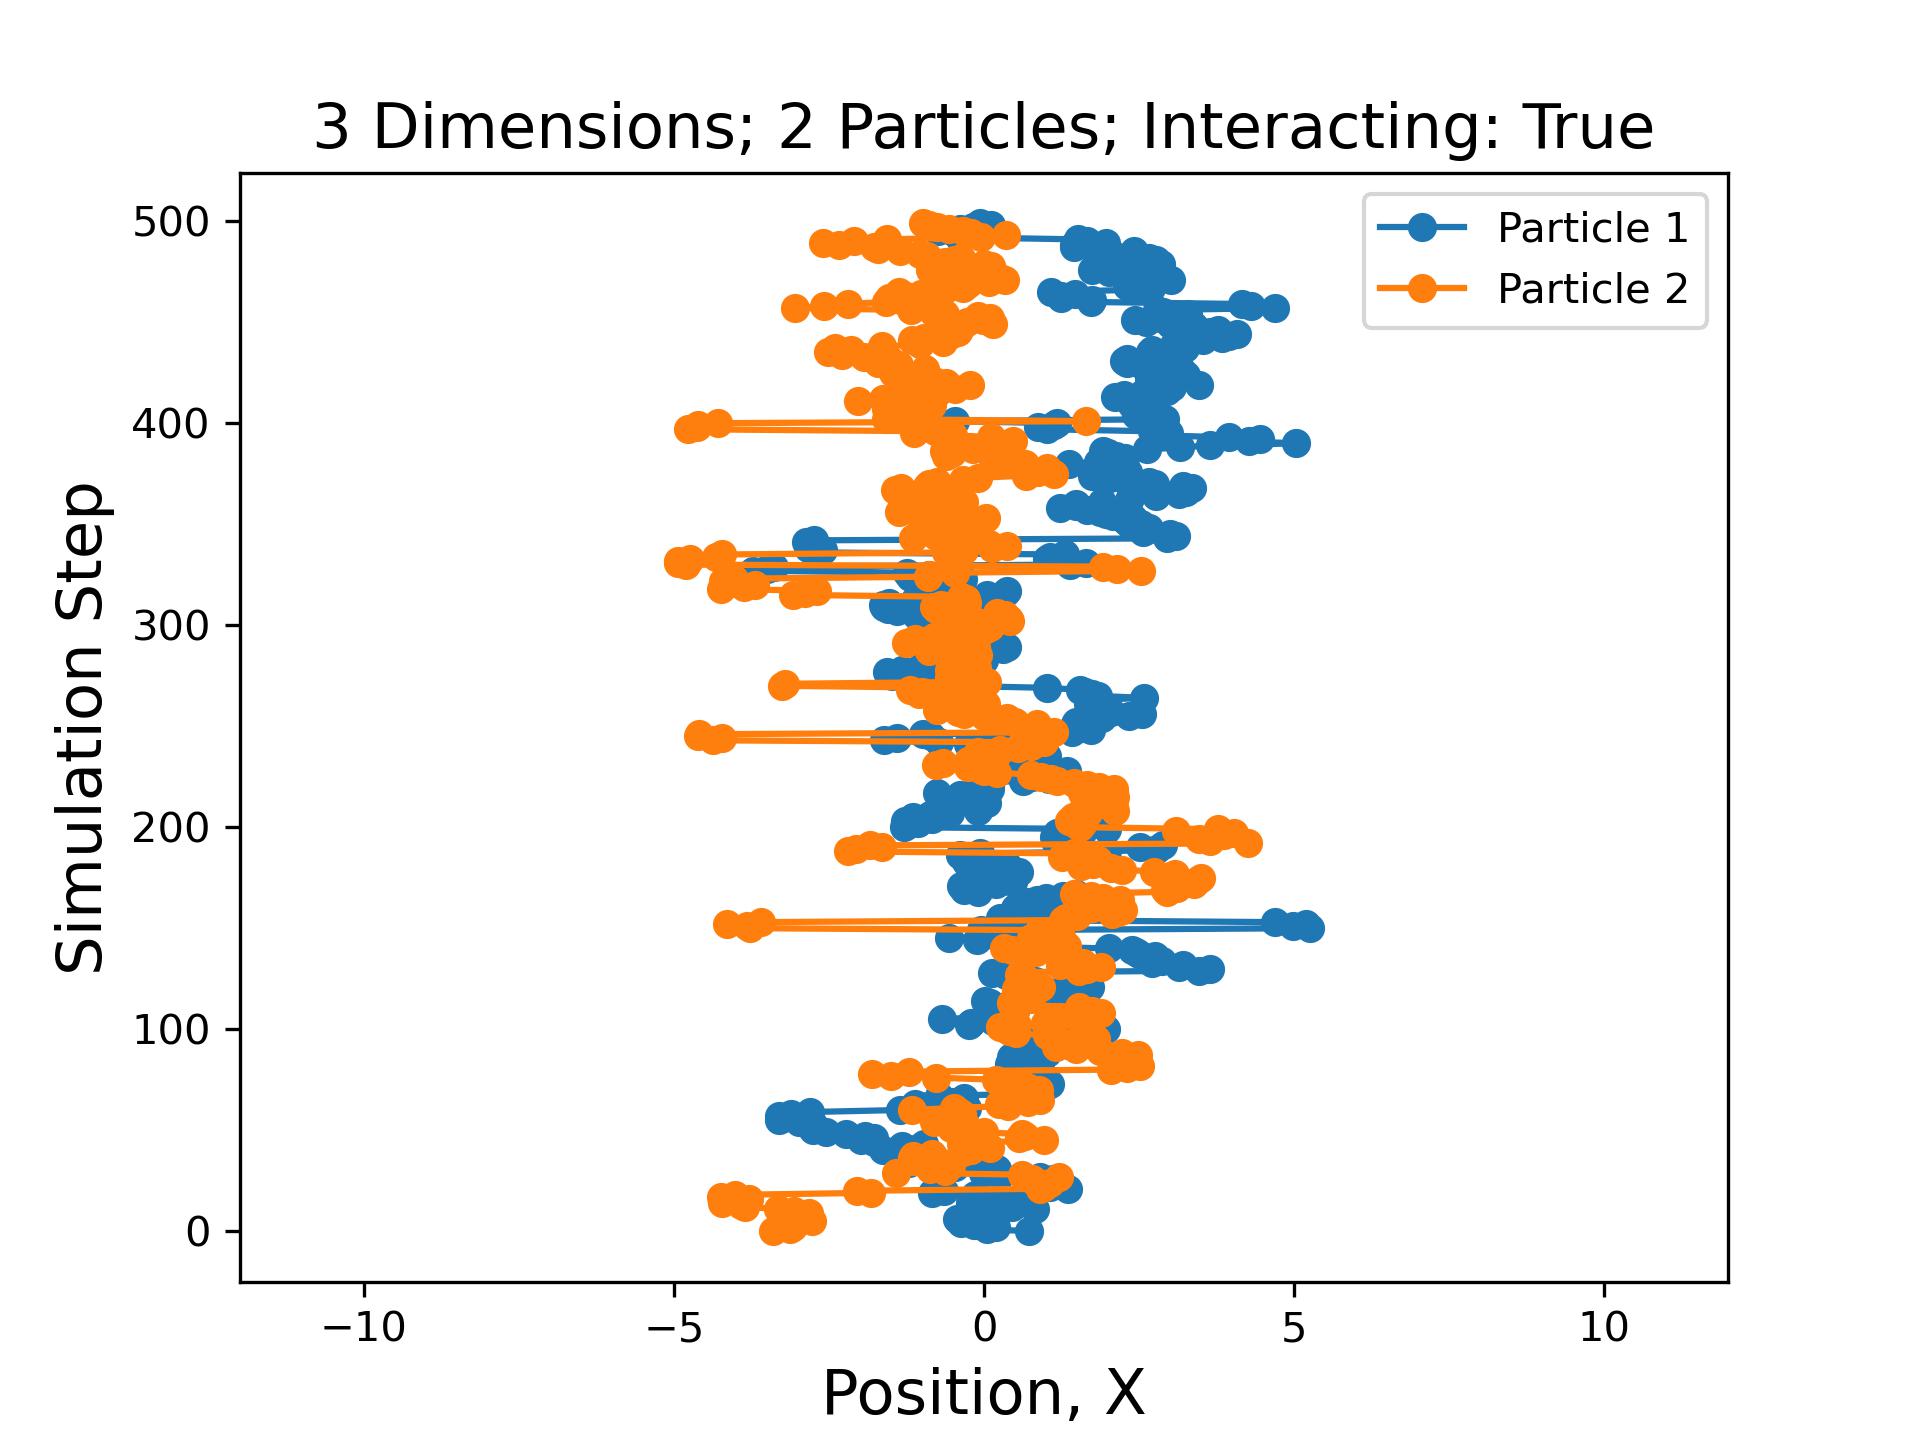 3 Dimensions; 2 Particles; Interacting: True
Particle 1
Particle 2
500
400
300
200
100
0
Simulation Step
−10
−5
0
5
10
Position, X